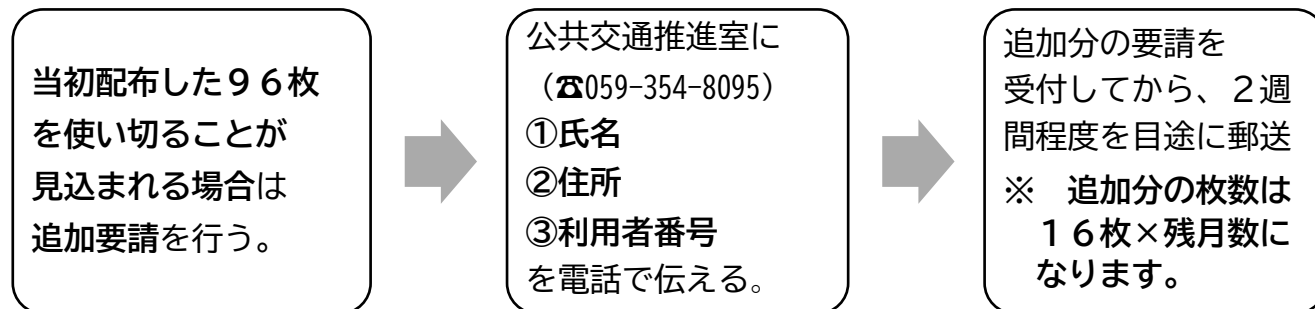 当初配布した９６枚
を使い切ることが
見込まれる場合は
追加要請を行う。
公共交通推進室に
（☎059-354-8095）
①氏名
②住所
③利用者番号
を電話で伝える。
追加分の要請を
受付してから、２週
間程度を目途に郵送
※　追加分の枚数は
１６枚×残月数に
なります。